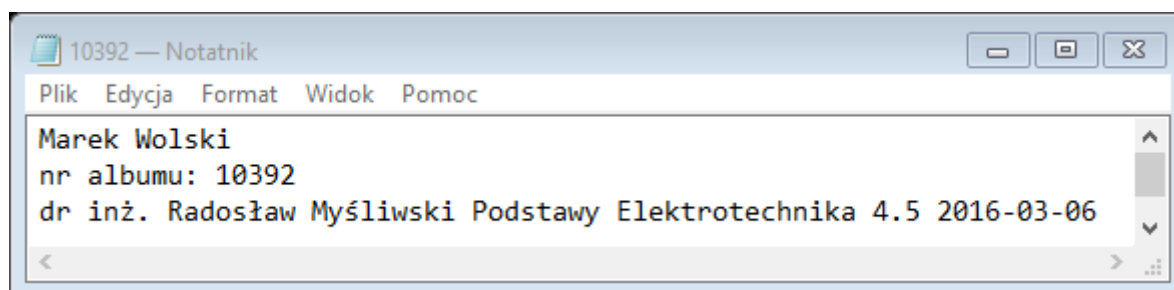 10392 — Notatnik
Plik Edycja Format Widok Pomoc
Marek Wolski
nr albumu: 10392
dr inż. Radosław Myśliwski Podstawy Elektrotechnika 4.5 2016-03-06